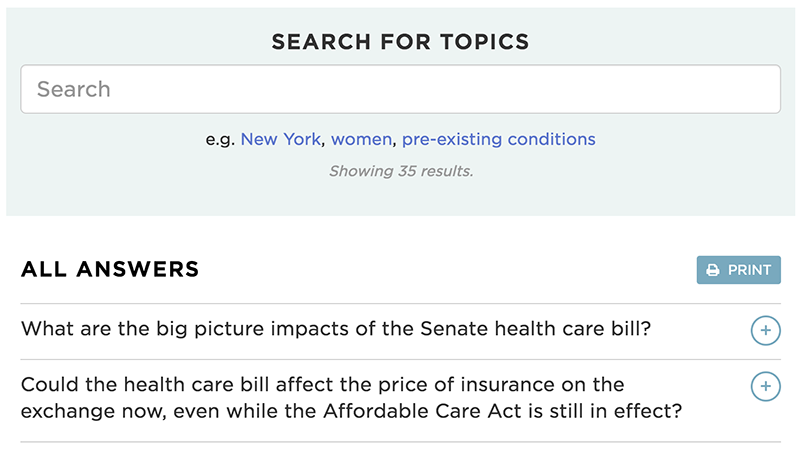 SEARCH FOR TOPICS
Search
e.g. New York, women, pre-existing conditions
Showing 35 results.
ALL ANSWERS
PRINT
What are the big picture impacts of the Senate health care bill?
Could the health care bill affect the price of insurance on the
exchange now, even while the Affordable Care Act is still in effect?